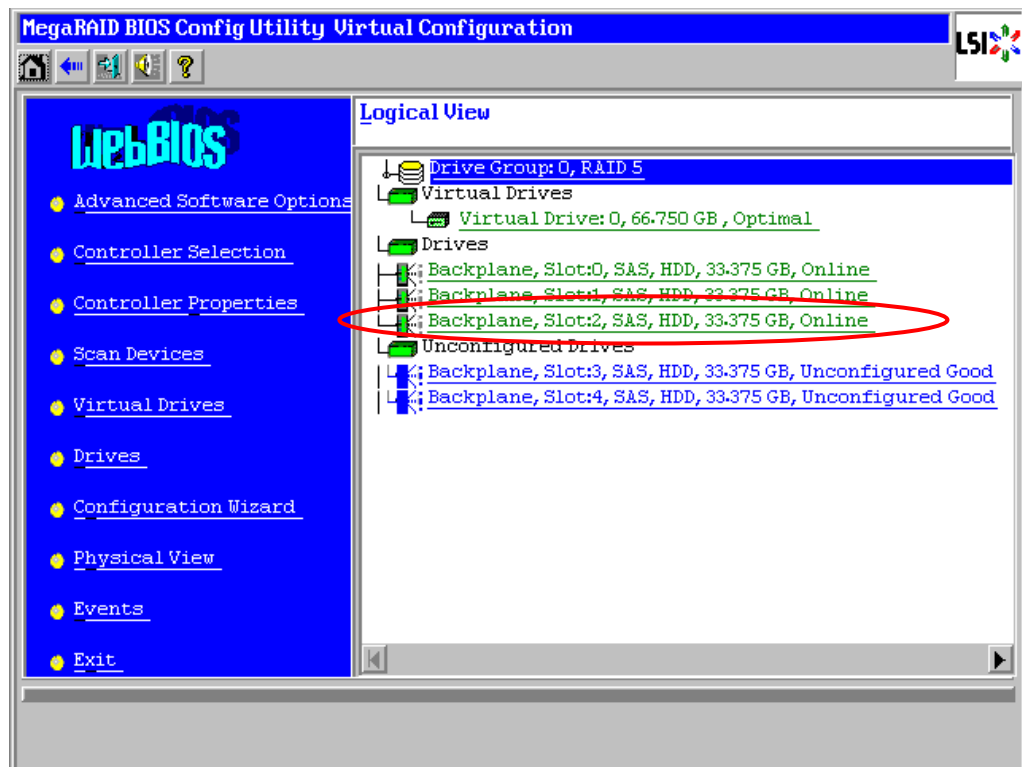 MegaRAID BIOS Config Utility Virtual Configuration
LSI
?
WebBIOS
Advanced Software Options
Controller Selection
Controller Properties
Scan Devices
Virtual Drives
Drives
Configuration Wizard
Physical View
Events
Exit
Logical View
Drive Group: 0, RAID 5
Virtual Drives
Virtual Drive: 0, 66.750 GB , Optimal
Drives
Backplane, Slot:0, SAS, HDD, 33.375 GB, Online
Backplane, Slot:1, SAS, HDD, 33.375 GB, Online
Backplane, Slot:2, SAS, HDD, 33.375 GB, Online
Unconfigured Drives
Backplane, Slot:3, SAS, HDD, 33.375 GB, Unconfigured Good
Backplane, Slot:4, SAS, HDD, 33.375 GB, Unconfigured Good